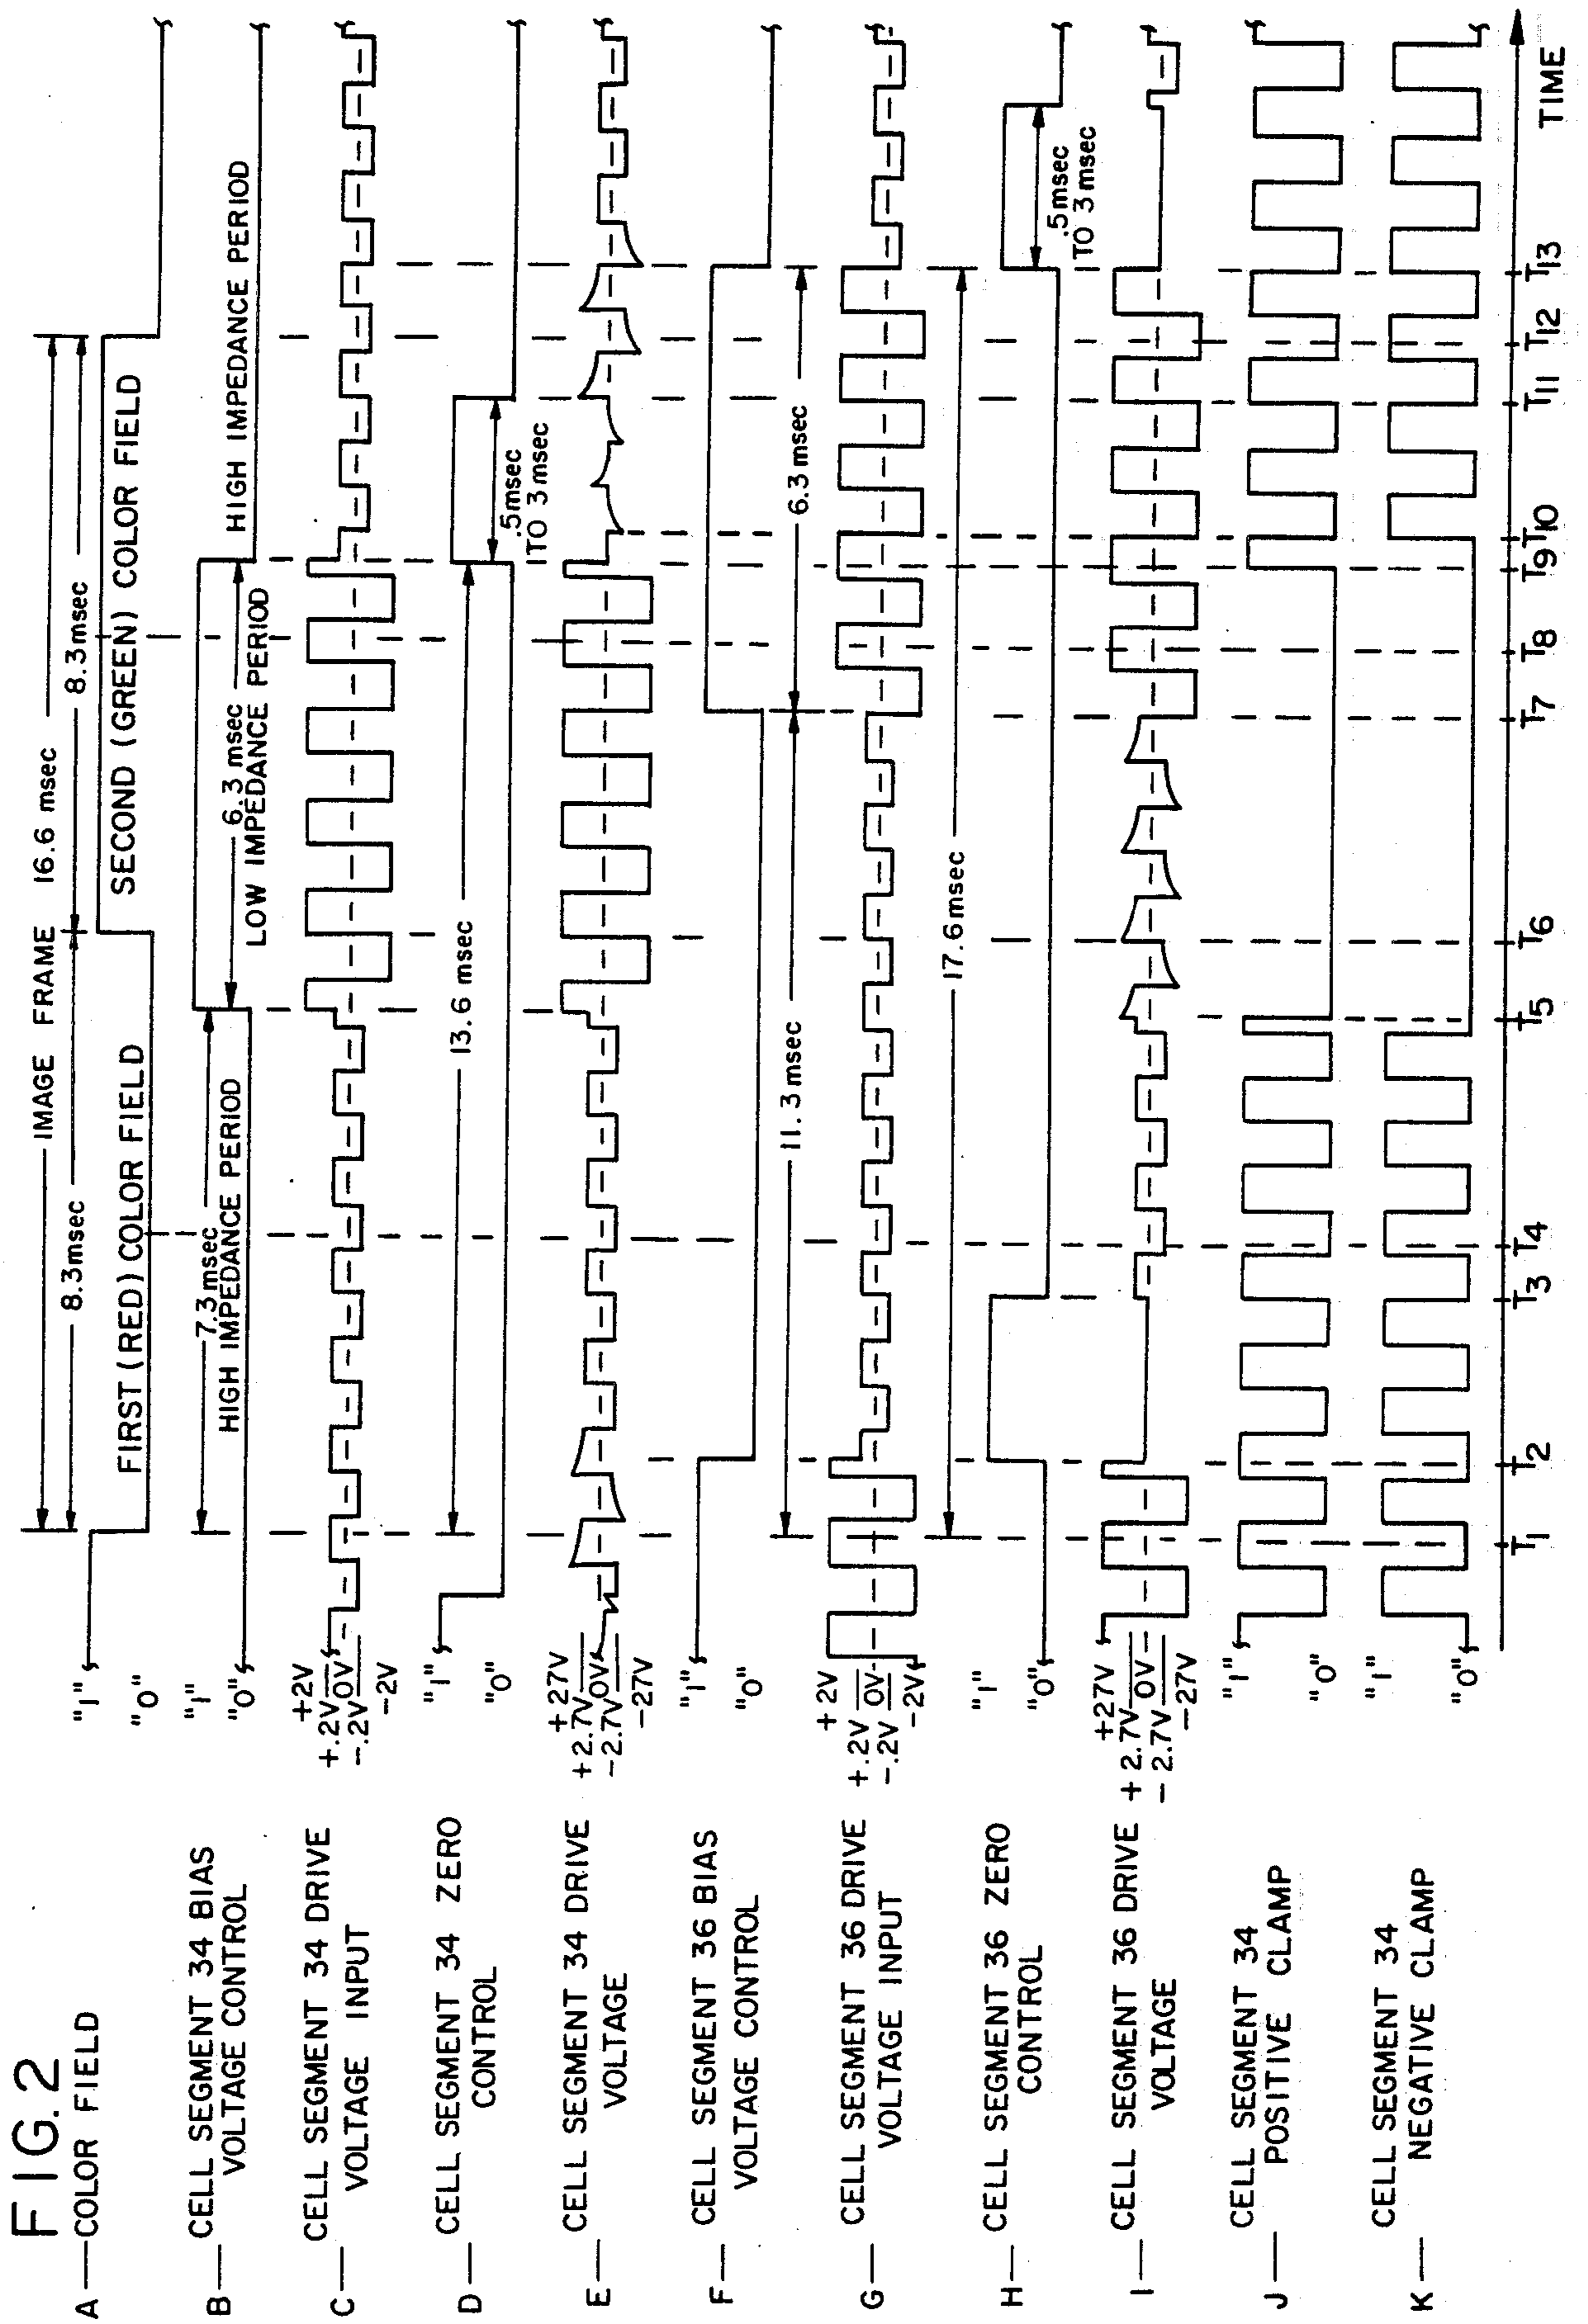 FIG. 2
A—COLOR FIELD
"1"
"0"
IMAGE FRAME 16.6 msec
8.3msec
8.3msec
FIRST (RED) COLOR FIELD
SECOND (GREEN) COLOR FIELD
B— CELL SEGMENT 34 BIAS
VOLTAGE CONTROL
"1"
"0"
7.3msec
HIGH IMPEDANCE PERIOD
6.3 msec
LOW IMPEDANCE PERIOD
HIGH IMPEDANCE PERIOD
C— CELL SEGMENT 34 DRIVE
VOLTAGE INPUT
+2V
+.2V
0V
-.2V
-2V
D— CELL SEGMENT 34 ZERO
CONTROL
"1"
"0"
13.6 msec
.5msec
TO 3 msec
E— CELL SEGMENT 34 DRIVE
VOLTAGE
+27V
+2.7V
0V
-2.7V
-27V
F— CELL SEGMENT 36 BIAS
VOLTAGE CONTROL
"1"
"0"
11.3 msec
6.3 msec
G— CELL SEGMENT 36 DRIVE
VOLTAGE INPUT
+2V
+.2V
0V
-.2V
-2V
H— CELL SEGMENT 36 ZERO
CONTROL
"1"
"0"
17.6msec
.5msec
TO 3 msec
I— CELL SEGMENT 36 DRIVE
VOLTAGE
+27V
+2.7V
0V
-2.7V
-27V
J— CELL SEGMENT 34
POSITIVE CLAMP
"1"
"0"
K— CELL SEGMENT 34
NEGATIVE CLAMP
"1"
"0"
T1 T2 T3 T4 T5 T6 T7 T8 T9 T10 T11 T12 T13
TIME